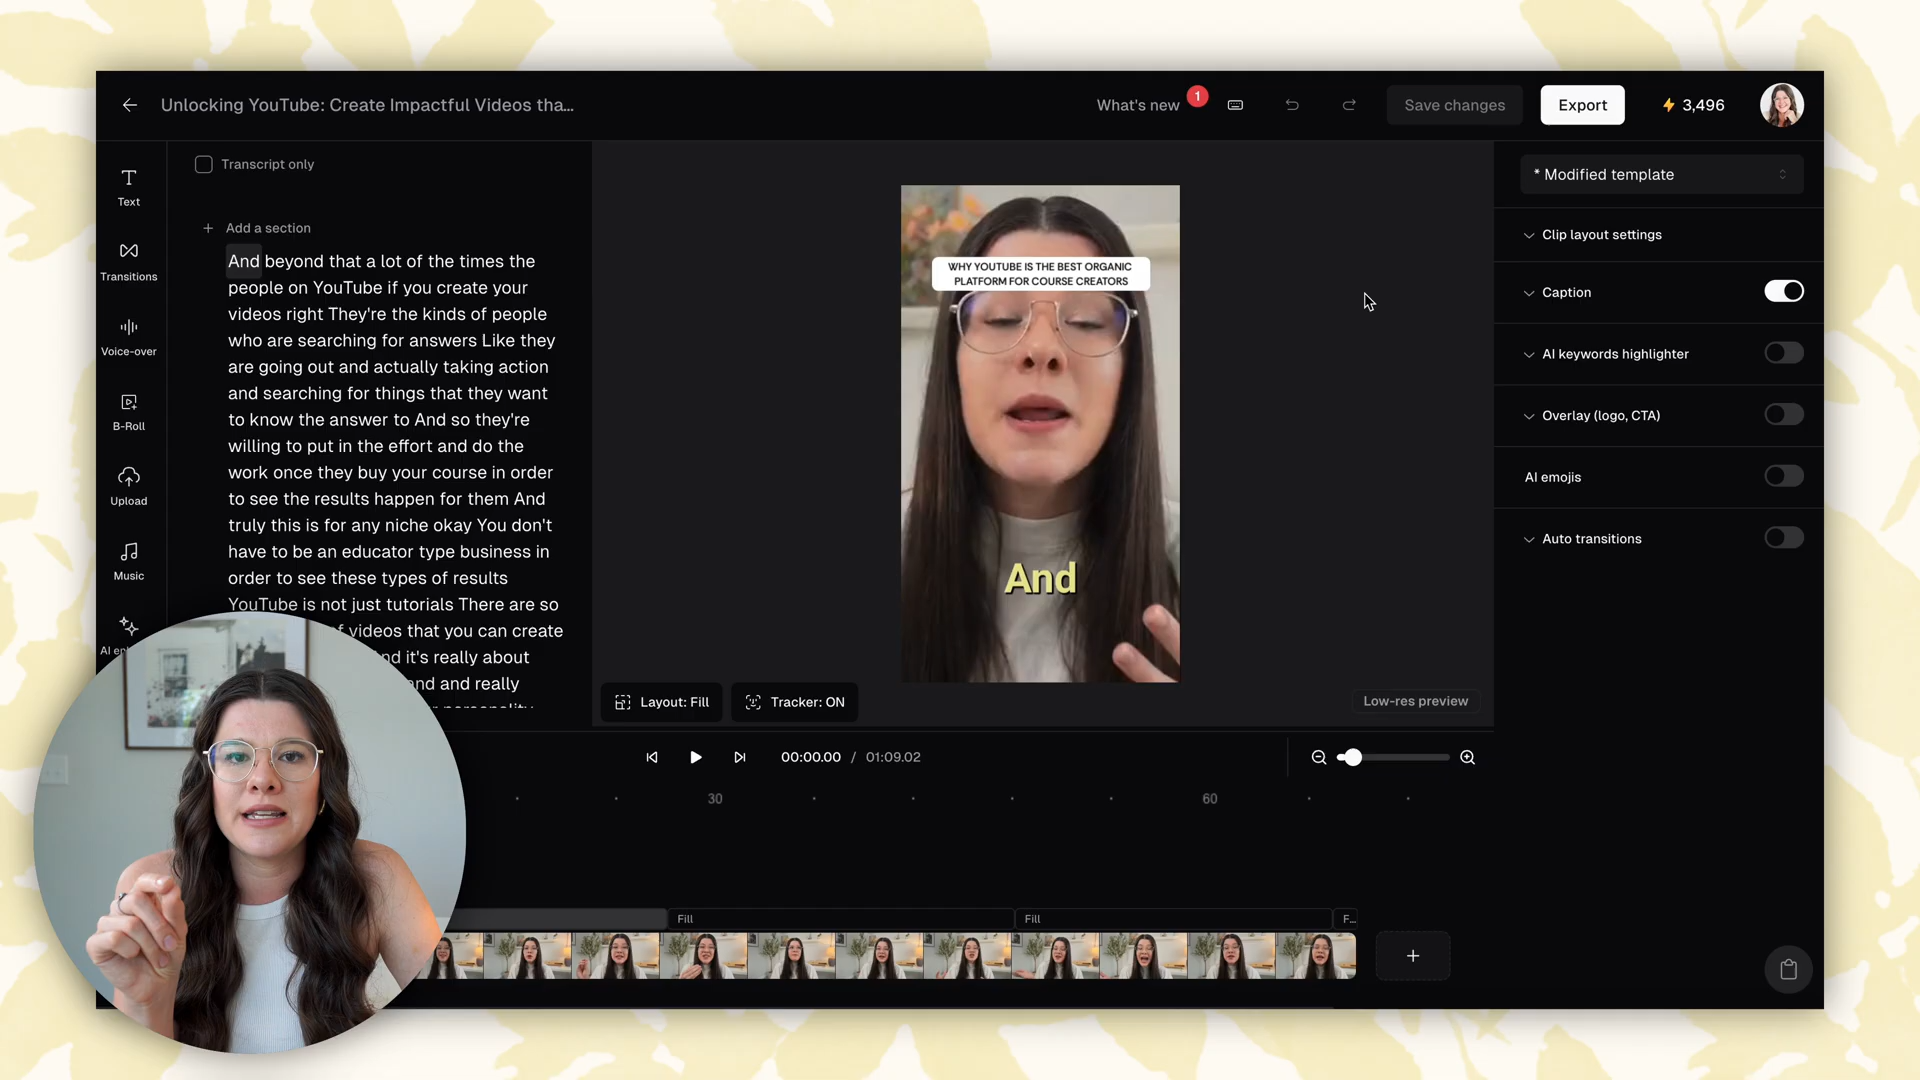 Unlocking YouTube: Create Impactful Videos tha...
What's new
1
Save changes
Export
3,496
Text
Transitions
Voice-over
B-Roll
Upload
Music
Transcript only
Add a section
And beyond that a lot of the times the
people on YouTube if you create your
videos right They're the kinds of people
who are searching for answers Like they
are going out and actually taking action
and searching for things that they want
to know the answer to And so they're
willing to put in the effort and do the
work once they buy your course in order
to see the results happen for them And
truly this is for any niche okay You don't
have to be an educator type business in
order to see these types of results
YouTube is not just tutorials There are so
videos that you can create
it's really about
and really
WHY YOUTUBE IS THE BEST ORGANIC
PLATFORM FOR COURSE CREATORS
And
Layout: Fill
Tracker: ON
Low-res preview
* Modified template
Clip layout settings
Caption
AI keywords highlighter
Overlay (logo, CTA)
AI emojis
Auto transitions
00:00.00 / 01:09.02
30
60
Fill
Fill
F...